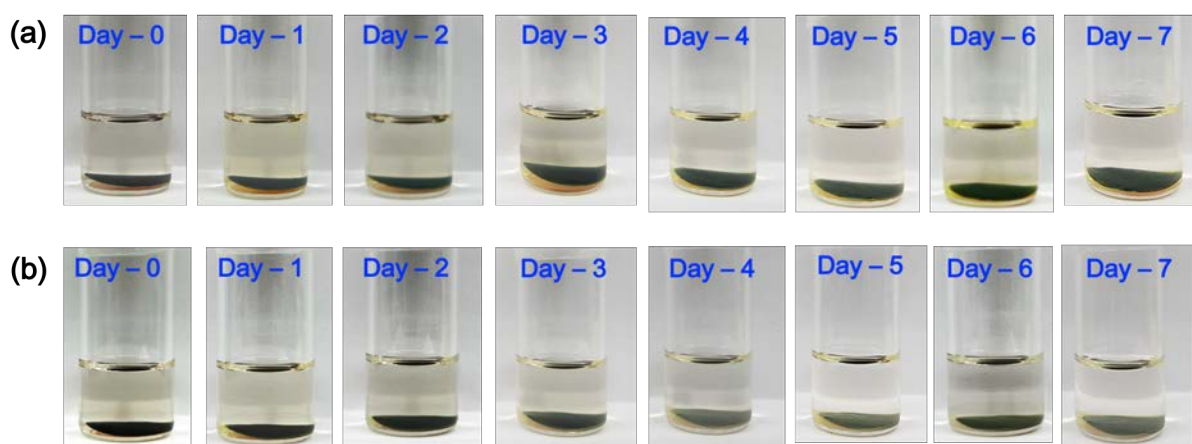 (a) Day – 0 Day – 1 Day – 2 Day – 3 Day – 4 Day – 5 Day – 6 Day – 7
(b) Day – 0 Day – 1 Day – 2 Day – 3 Day – 4 Day – 5 Day – 6 Day – 7